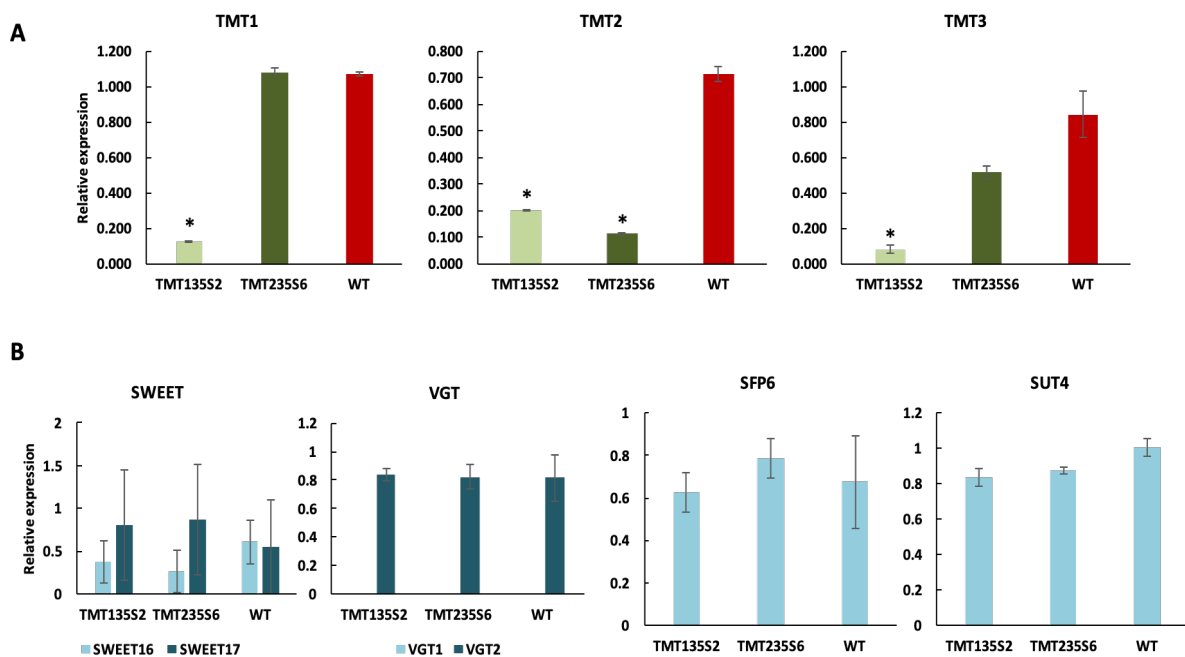 A
TMT1
TMT2
TMT3
Relative expression
1.200
1.000
0.800
0.600
0.400
0.200
0.000
*
TMT135S2 TMT235S6 WT
0.800
0.700
0.600
0.500
0.400
0.300
0.200
0.100
0.000
*
*
TMT135S2 TMT235S6 WT
1.200
1.000
0.800
0.600
0.400
0.200
0.000
*
TMT135S2 TMT235S6 WT
B
SWEET
Relative expression
2
1.5
1
0.5
0
TMT135S2 TMT235S6 WT
SWEET16 SWEET17
VGT
1.2
1
0.8
0.6
0.4
0.2
0
TMT135S2 TMT235S6 WT
VGT1 VGT2
SFP6
1
0.8
0.6
0.4
0.2
0
TMT135S2 TMT235S6 WT
SUT4
1.2
1
0.8
0.6
0.4
0.2
0
TMT135S2 TMT235S6 WT